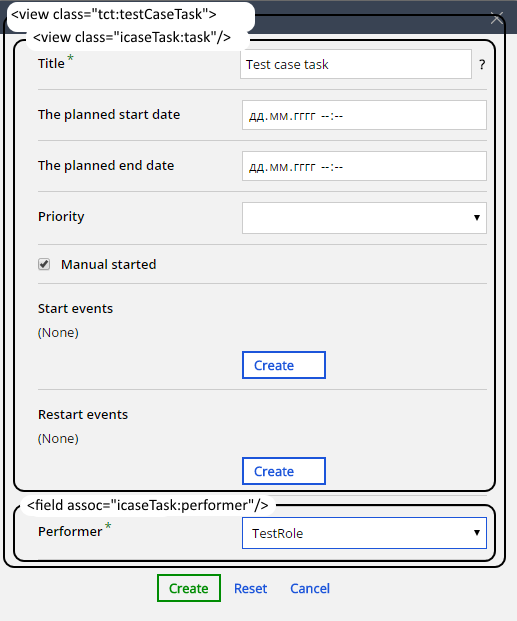 <view class="tct:testCaseTask">
<view class="icaseTask:task"/>
Title * Test case task ?
The planned start date дд.мм.гггг --:--
The planned end date дд.мм.гггг --:--
Priority
Manual started
Start events
(None)
Create
Restart events
(None)
Create
<field assoc="icaseTask:performer"/>
Performer * TestRole
Create Reset Cancel